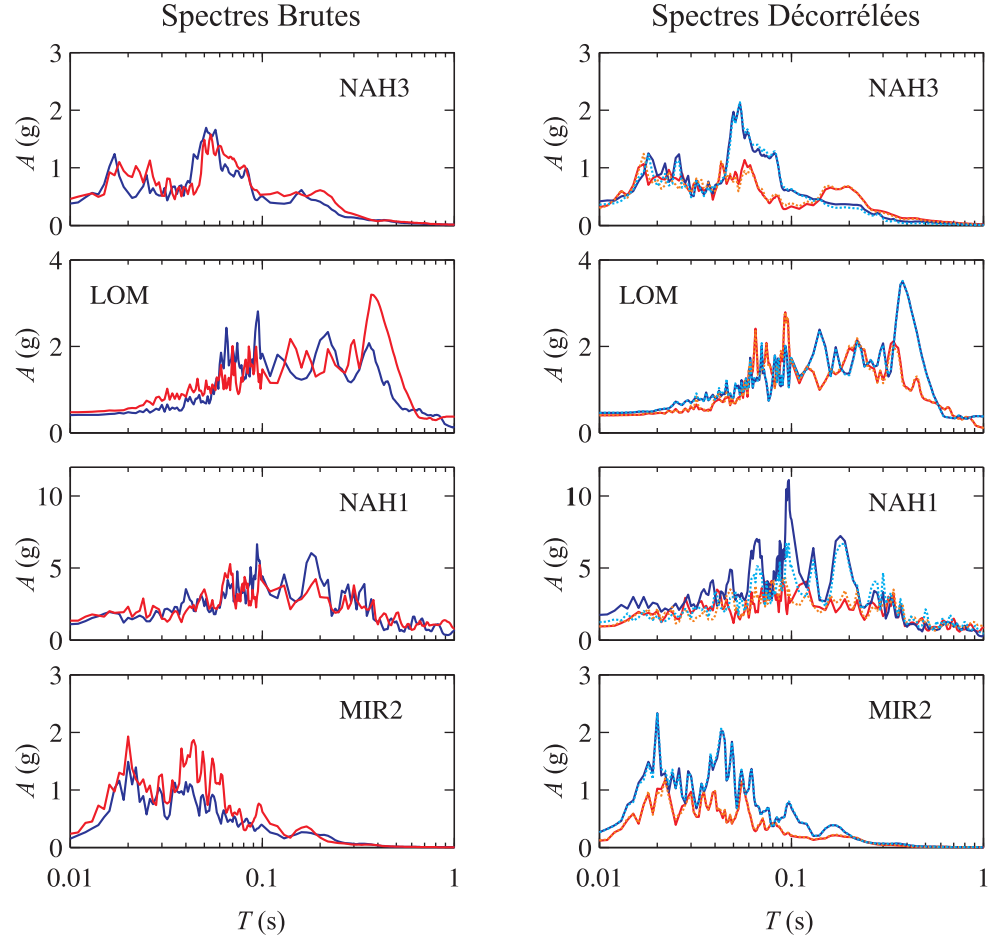 Spectres Brutes
Spectres Décorrélées
3
2
1
0
A (g)
NAH3
3
2
1
0
A (g)
NAH3
4
2
0
A (g)
LOM
4
2
0
A (g)
LOM
10
5
0
A (g)
NAH1
10
5
0
A (g)
NAH1
3
2
1
0
A (g)
MIR2
0.01
0.1
1
T (s)
3
2
1
0
A (g)
MIR2
0.01
0.1
1
T (s)